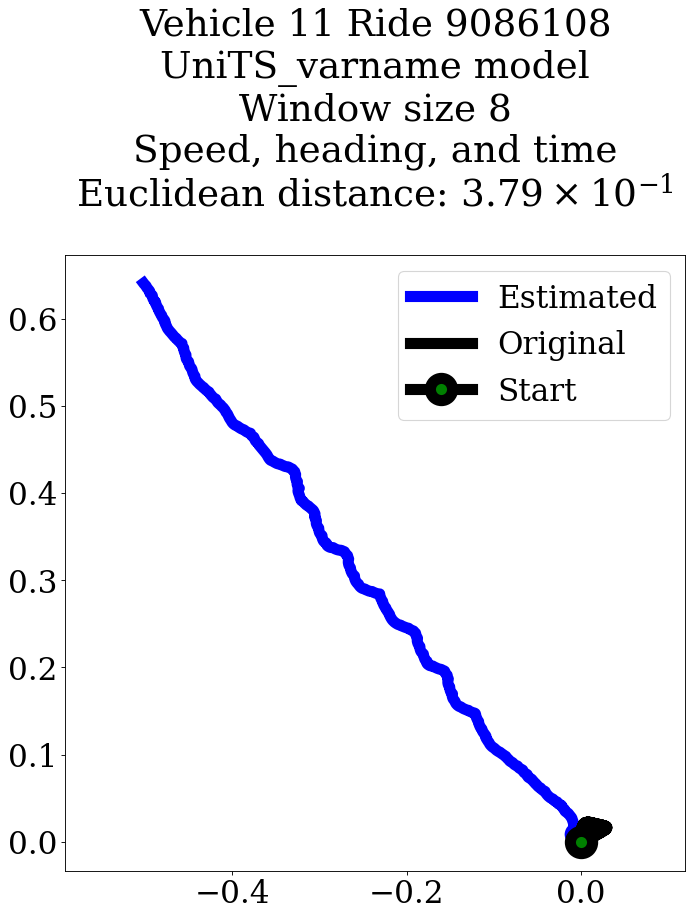 Vehicle 11 Ride 9086108
UniTS_varname model
Window size 8
Speed, heading, and time
Euclidean distance: 3.79 × 10⁻¹
Estimated
Original
Start
0.6
0.5
0.4
0.3
0.2
0.1
0.0
−0.4 −0.2 0.0